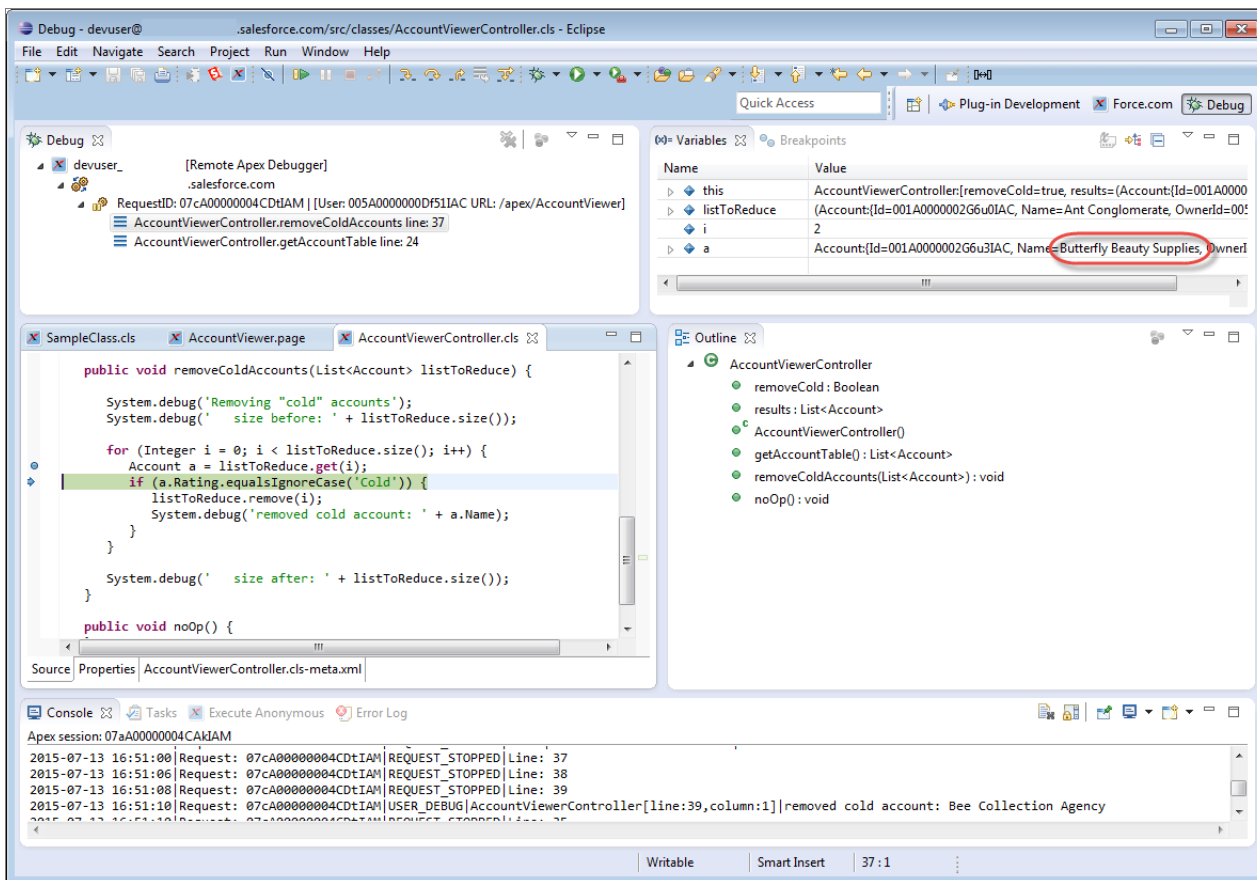 Debug - devuser@ .salesforce.com/src/classes/AccountViewerController.cls - Eclipse
File Edit Navigate Search Project Run Window Help
Quick Access
Plug-in Development Force.com Debug
Debug
devuser_ [Remote Apex Debugger]
.salesforce.com
RequestID: 07cA00000004CDtIAM | [User: 005A0000000Df51IAC URL: /apex/AccountViewer]
AccountViewerController.removeColdAccounts line: 37
AccountViewerController.getAccountTable line: 24
(x)= Variables Breakpoints
Name Value
this AccountViewerController:[removeCold=true, results=(Account:{Id=001A0000
listToReduce (Account:{Id=001A0000002G6u0IAC, Name=Ant Conglomerate, OwnerId=005
i 2
a Account:{Id=001A0000002G6u3IAC, Name=Butterfly Beauty Supplies, OwnerI
SampleClass.cls AccountViewer.page AccountViewerController.cls
public void removeColdAccounts(List<Account> listToReduce) {
System.debug('Removing "cold" accounts');
System.debug('   size before: ' + listToReduce.size());
for (Integer i = 0; i < listToReduce.size(); i++) {
Account a = listToReduce.get(i);
if (a.Rating.equalsIgnoreCase('Cold')) {
listToReduce.remove(i);
System.debug('removed cold account: ' + a.Name);
}
}
System.debug('   size after: ' + listToReduce.size());
}
public void noOp() {
Source Properties AccountViewerController.cls-meta.xml
Outline
AccountViewerController
removeCold : Boolean
results : List<Account>
AccountViewerController()
getAccountTable() : List<Account>
removeColdAccounts(List<Account>) : void
noOp() : void
Console Tasks Execute Anonymous Error Log
Apex session: 07aA00000004CAkIAM
2015-07-13 16:51:00|Request: 07cA00000004CDtIAM|REQUEST_STOPPED|Line: 37
2015-07-13 16:51:06|Request: 07cA00000004CDtIAM|REQUEST_STOPPED|Line: 38
2015-07-13 16:51:08|Request: 07cA00000004CDtIAM|REQUEST_STOPPED|Line: 39
2015-07-13 16:51:10|Request: 07cA00000004CDtIAM|USER_DEBUG|AccountViewerController[line:39,column:1]|removed cold account: Bee Collection Agency
Writable Smart Insert 37 : 1